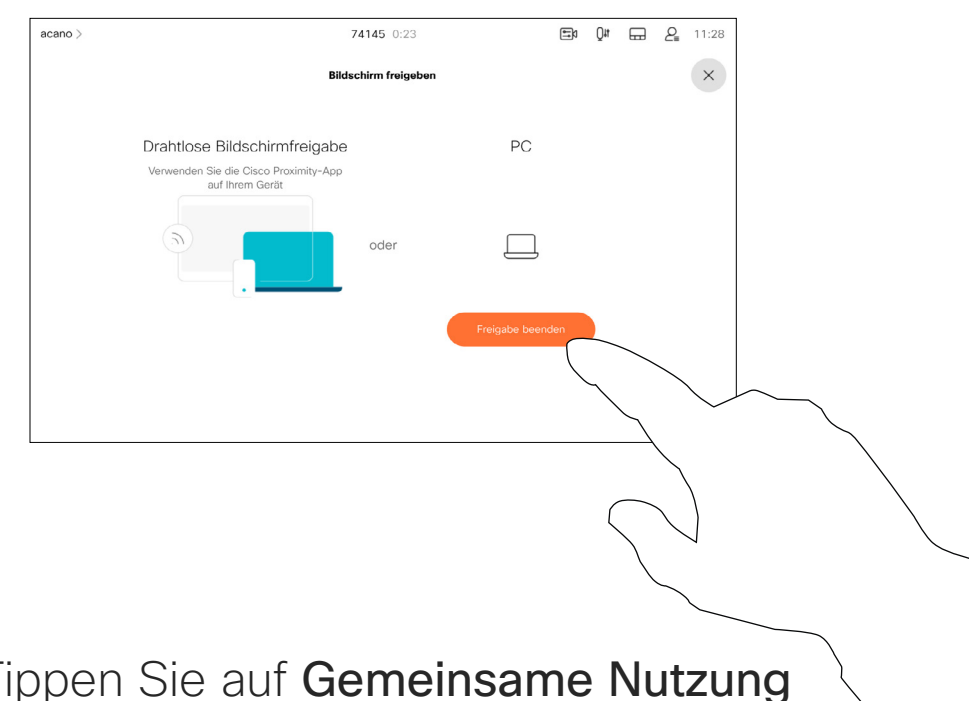 acano >
74145 0:23
11:28
Bildschirm freigeben
Drahtlose Bildschirmfreigabe
Verwenden Sie die Cisco Proximity-App
auf Ihrem Gerät
oder
PC
Freigabe beenden
Tippen Sie auf Gemeinsame Nutzung